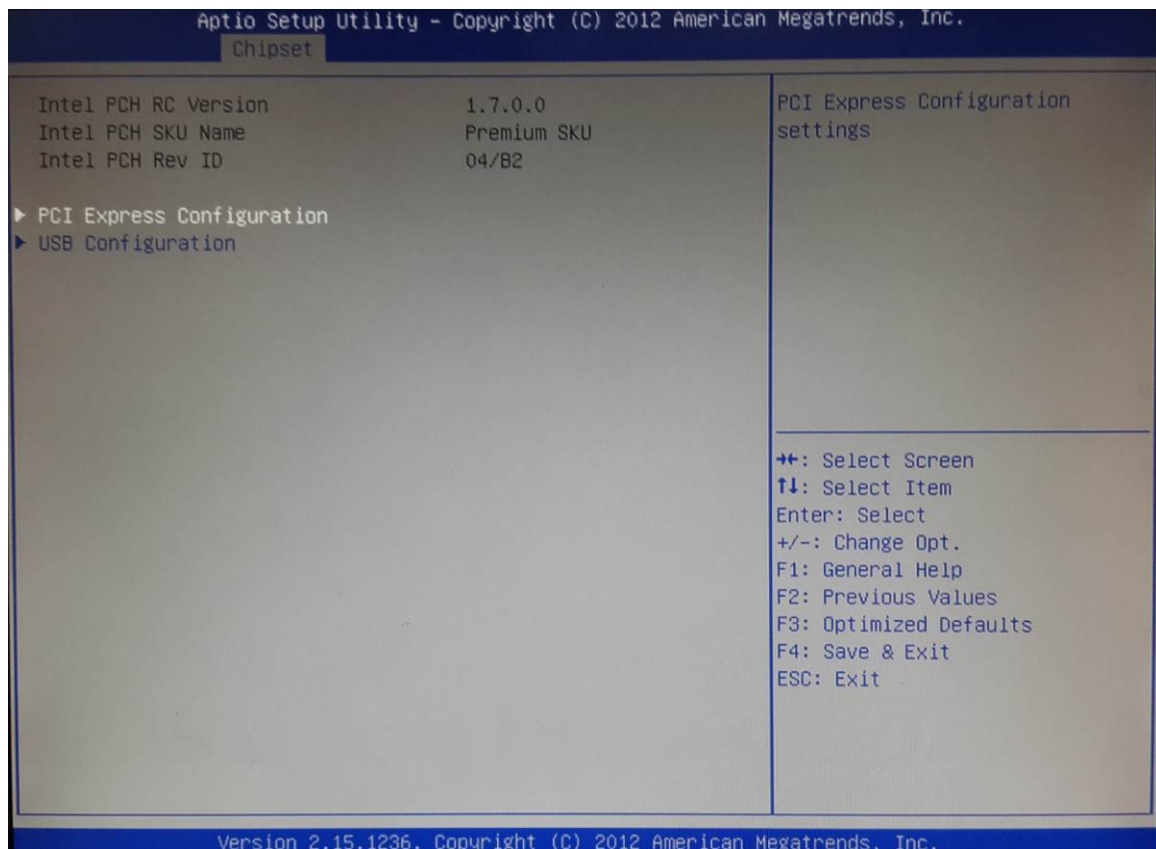 Aptio Setup Utility – Copyright (C) 2012 American Megatrends, Inc.
Chipset
Intel PCH RC Version 1.7.0.0
Intel PCH SKU Name Premium SKU
Intel PCH Rev ID 04/B2
▶ PCI Express Configuration
▶ USB Configuration
PCI Express Configuration
settings
→←: Select Screen
↑↓: Select Item
Enter: Select
+/-: Change Opt.
F1: General Help
F2: Previous Values
F3: Optimized Defaults
F4: Save & Exit
ESC: Exit
Version 2.15.1236. Copyright (C) 2012 American Megatrends, Inc.